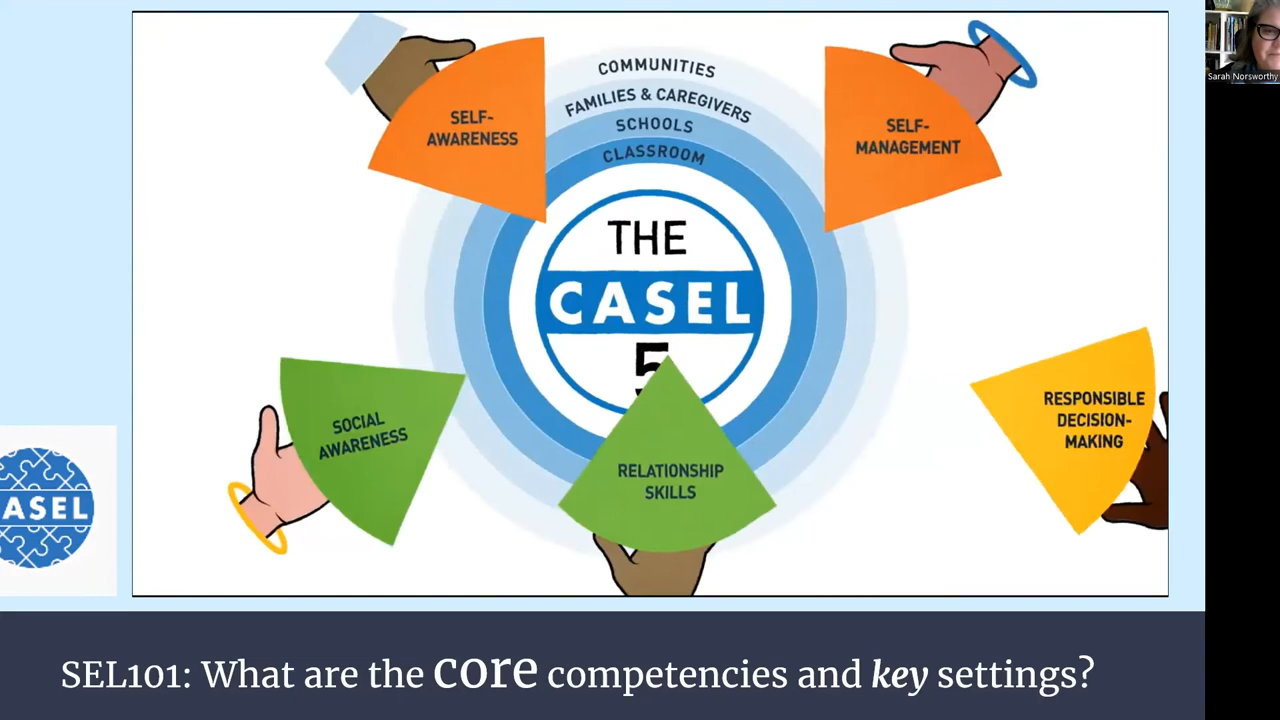 COMMUNITIES
FAMILIES & CAREGIVERS
SCHOOLS
CLASSROOM
SELF-
AWARENESS
SELF-
MANAGEMENT
THE
CASEL
5
SOCIAL
AWARENESS
RELATIONSHIP
SKILLS
RESPONSIBLE
DECISION-
MAKING
ASEL
Sarah Norsworthy
SEL101: What are the core competencies and key settings?